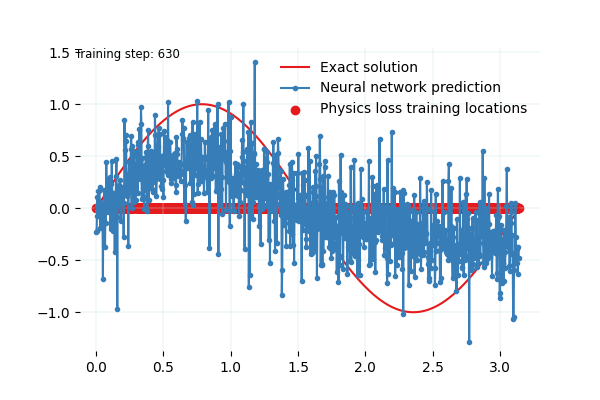 Training step: 630
Exact solution
Neural network prediction
Physics loss training locations
1.5
1.0
0.5
0.0
−0.5
−1.0
0.0 0.5 1.0 1.5 2.0 2.5 3.0